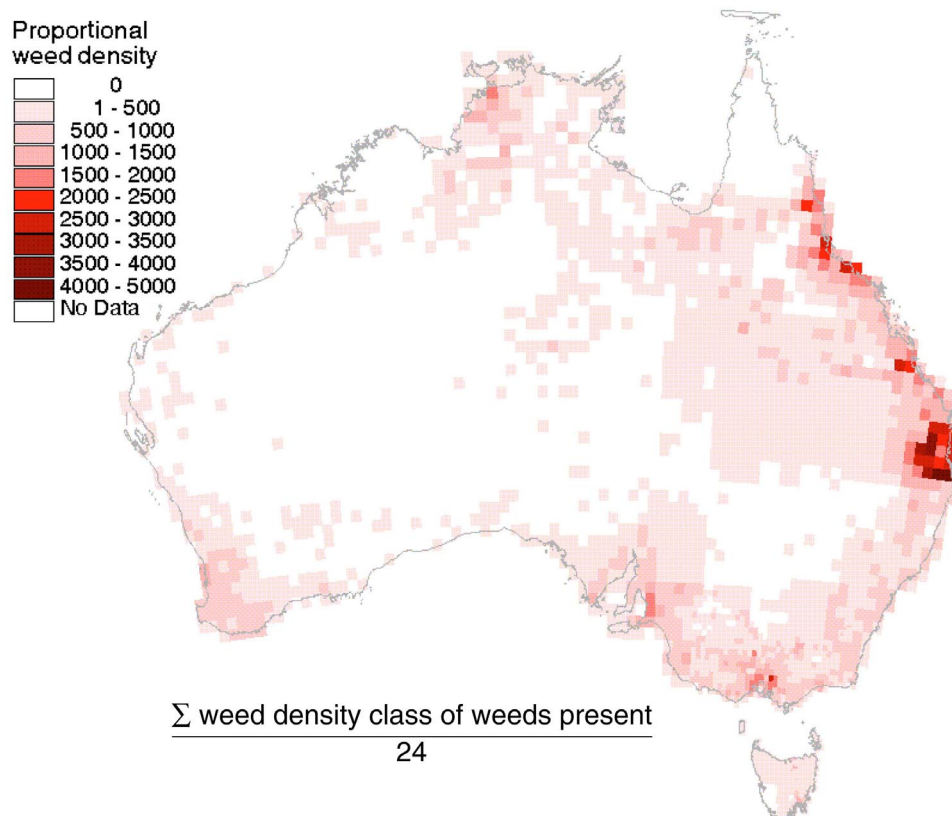 Proportional
weed density
0
1 - 500
500 - 1000
1000 - 1500
1500 - 2000
2000 - 2500
2500 - 3000
3000 - 3500
3500 - 4000
4000 - 5000
No Data
Σ weed density class of weeds present
24